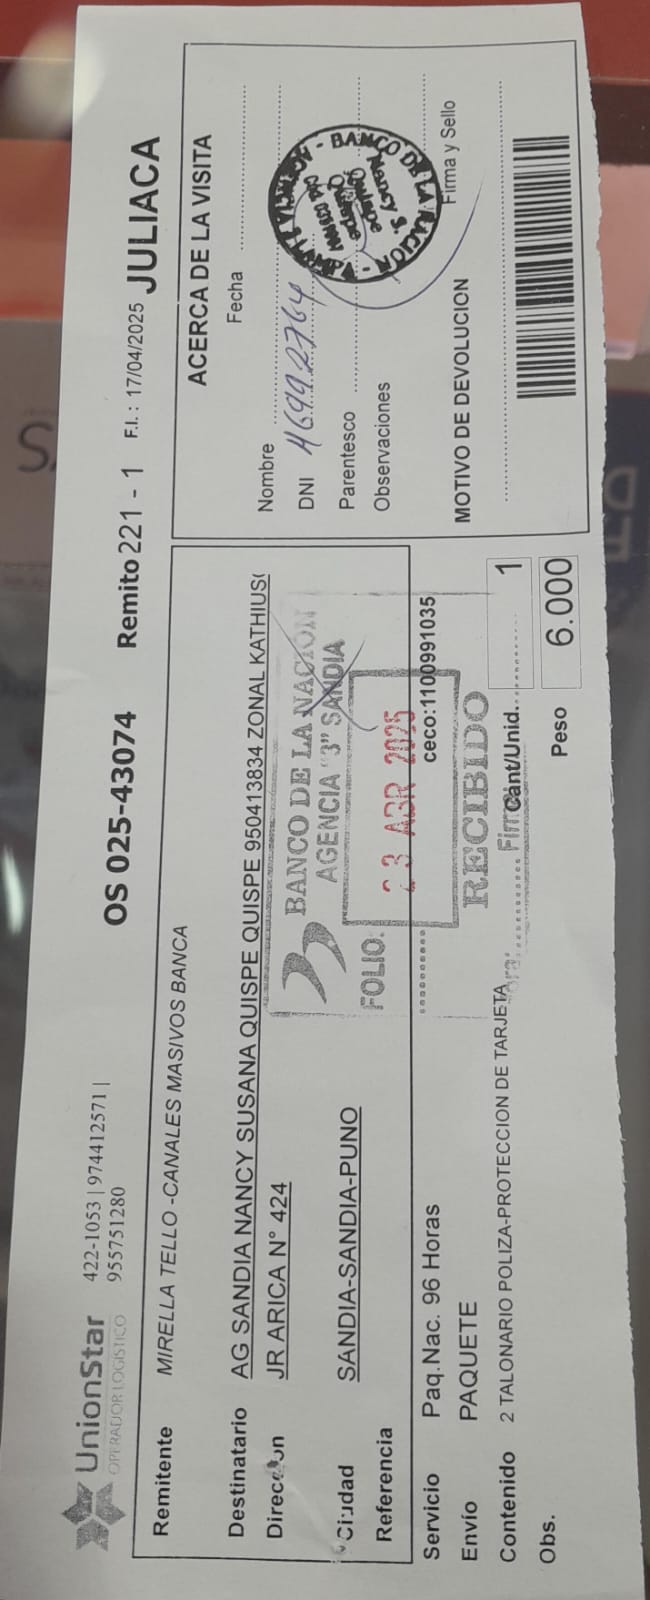 UnionStar
OPERADOR LOGÍSTICO
422-1053 | 974412571 |
955751280
OS 025-43074 Remito 221 - 1 F.I.: 17/04/2025 JULIACA
Remitente MIRELLA TELLO -CANALES MASIVOS BANCA
Destinatario AG SANDIA NANCY SUSANA QUISPE QUISPE 950413834 ZONAL KATHIUS(
Dirección JR ARICA N° 424
Ciudad SANDIA-SANDIA-PUNO
Referencia
BANCO DE LA NACION
AGENCIA "3" SANDIA
FOLIO:
23 ABR 2025
RECIBIDO
Servicio Paq.Nac. 96 Horas ceco:1100991035
Envío PAQUETE
Contenido 2 TALONARIO POLIZA-PROTECCION DE TARJETA Cant/Unid. 1
Obs. Peso 6.000
ACERCA DE LA VISITA
Fecha
Nombre
DNI 46992764
Parentesco
Observaciones
BANCO DE LA NACION
Firma y Sello
MOTIVO DE DEVOLUCION